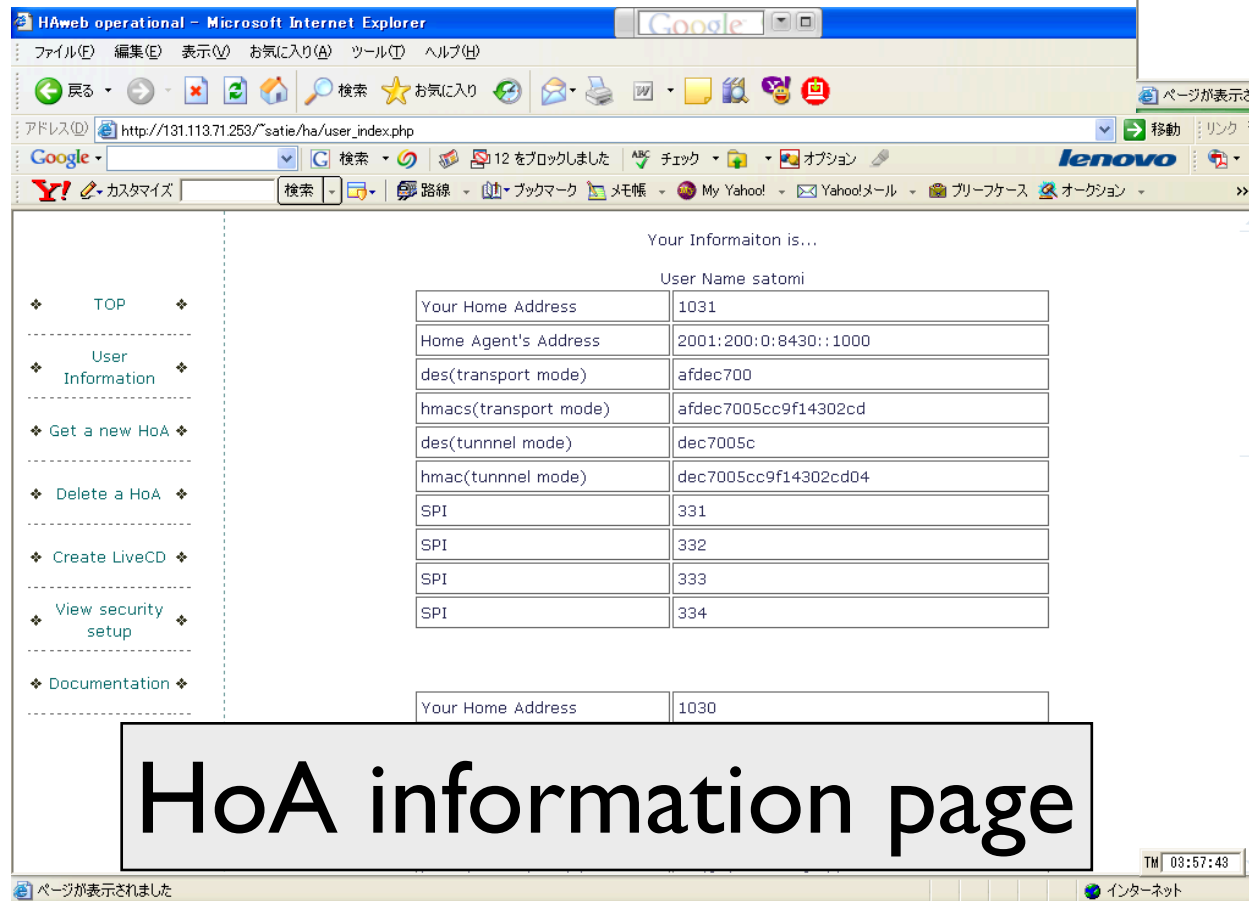 HAweb operational - Microsoft Internet Explorer
Google
ファイル(F) 編集(E) 表示(V) お気に入り(A) ツール(T) ヘルプ(H)
戻る 検索 お気に入り
ページが表示さ
アドレス(D) http://131.113.71.253/~satie/ha/user_index.php 移動 リンク
Google 検索 12 をブロックしました ABC チェック オプション lenovo
Y! カスタマイズ 検索 路線 ブックマーク メモ帳 My Yahoo! Yahoo!メール ブリーフケース オークション »
Your Informaiton is...
User Name satomi
TOP
User
Information
Get a new HoA
Delete a HoA
Create LiveCD
View security
setup
Documentation
Your Home Address 1031
Home Agent's Address 2001:200:0:8430::1000
des(transport mode) afdec700
hmacs(transport mode) afdec7005cc9f14302cd
des(tunnnel mode) dec7005c
hmac(tunnnel mode) dec7005cc9f14302cd04
SPI 331
SPI 332
SPI 333
SPI 334
Your Home Address 1030
HoA information page
TM 03:57:43
ページが表示されました インターネット